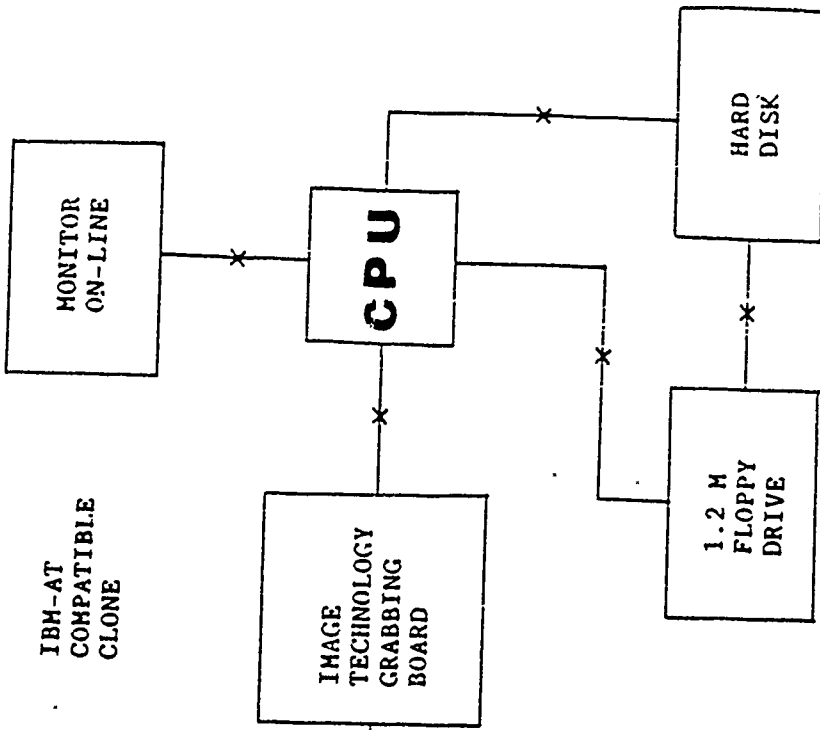 IBM-AT
COMPATIBLE
CLONE
MONITOR
ON-LINE
IMAGE
TECHNOLOGY
GRABBING
BOARD
CPU
1.2 M
FLOPPY
DRIVE
HARD
DISK